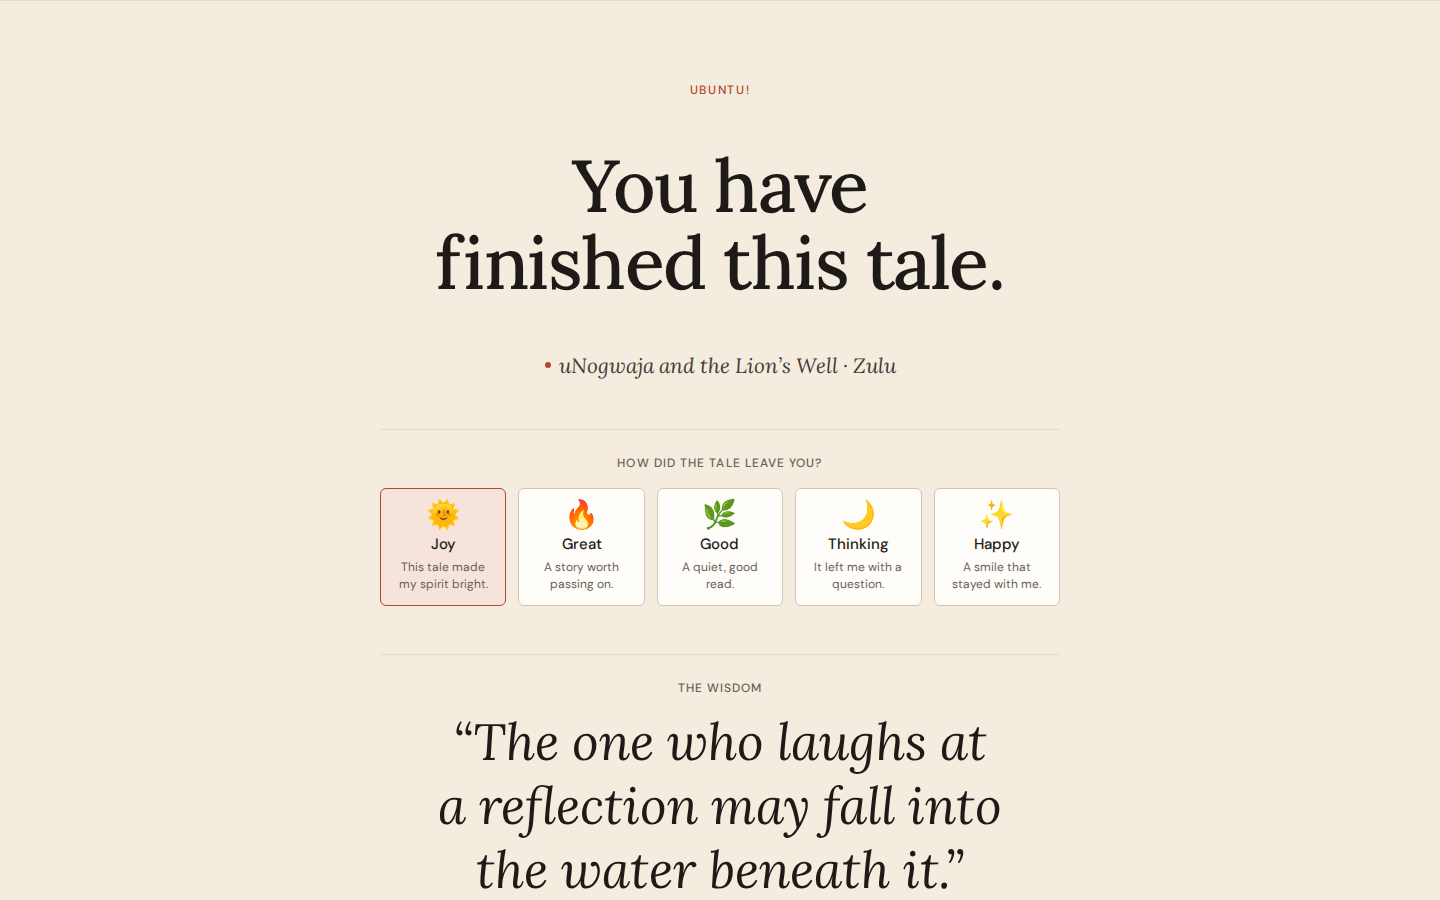 UBUNTU!
You have
finished this tale.
uNogwaja and the Lion’s Well · Zulu
HOW DID THE TALE LEAVE YOU?
Joy
This tale made
my spirit bright.
Great
A story worth
passing on.
Good
A quiet, good
read.
Thinking
It left me with a
question.
Happy
A smile that
stayed with me.
THE WISDOM
“The one who laughs at
a reflection may fall into
the water beneath it.”